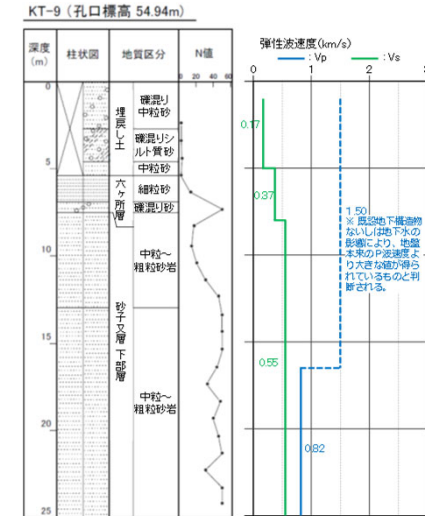 KT-9 (孔口標高 54.94m)
深度
(m)
柱状図
地質区分
N値
0 20 40 60
弾性波速度(km/s)
: Vp
: Vs
0 1 2 3
0
5
10
15
20
25
埋戻し土
六ヶ所層
砂子又層下部層
礫混り
中粒砂
礫混りシ
ルト質砂
中粒砂
細粒砂
礫混り砂
中粒～
粗粒砂岩
中粒～
粗粒砂岩
0.17
0.37
0.55
1.50
※ 既設地下構造物
ないしは地下水の
影響により、地盤
本来のP波速度よ
り大きな値が得ら
れているものと判
断される。
0.82